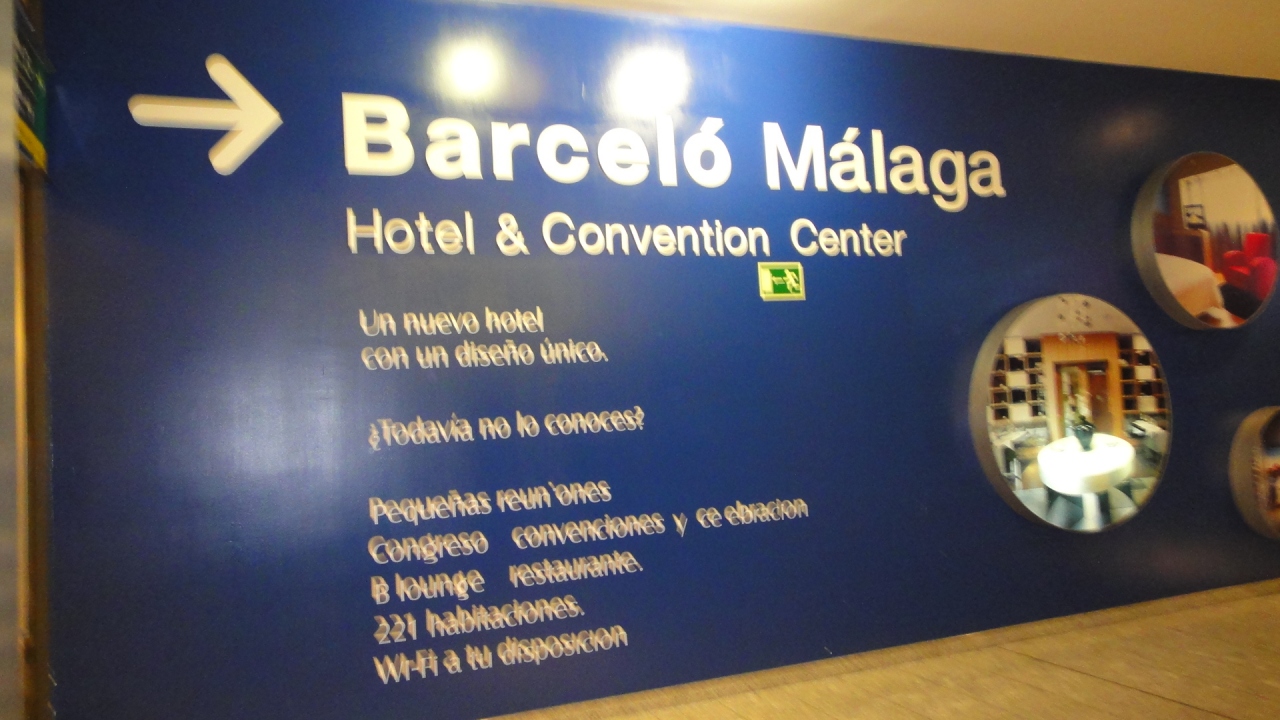 Barceló Málaga
Hotel & Convention Center
Un nuevo hotel
con un diseño único.
¿Todavía no lo conoces?
Pequeñas reun'ones
Congreso convenciones y ce ebracion
B lounge restaurante.
221 habitaciones.
Wi-Fi a tu disposicion